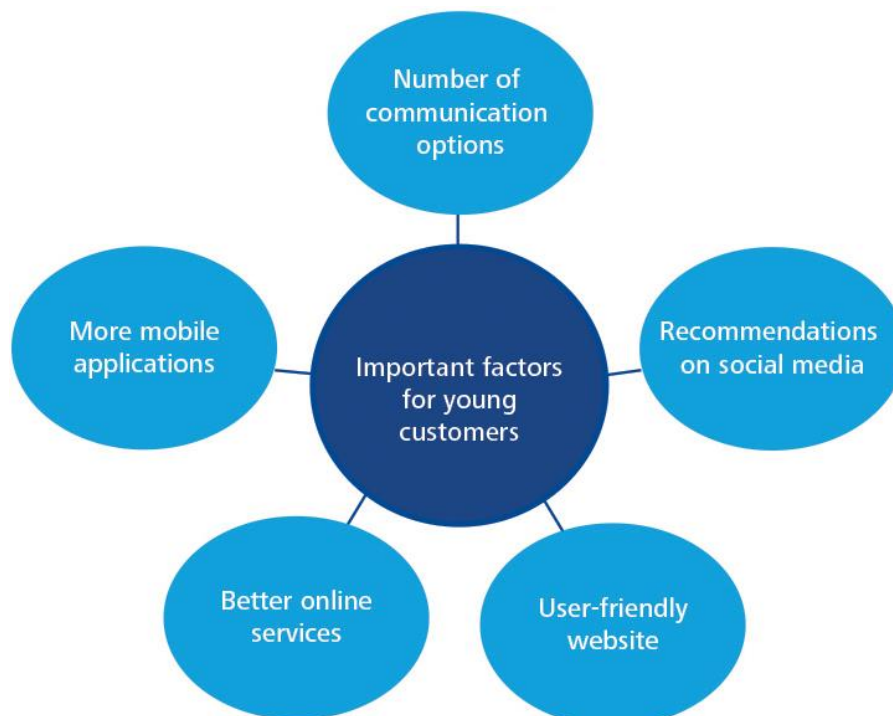 Number of
communication
options
More mobile
applications
Recommendations
on social media
Important factors
for young
customers
Better online
services
User-friendly
website